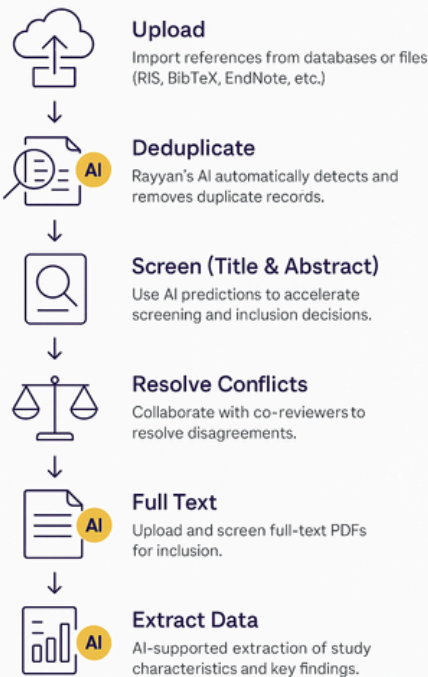 Upload
Import references from databases or files
(RIS, BibTeX, EndNote, etc.)
Deduplicate
AI
Rayyan's AI automatically detects and
removes duplicate records.
Screen (Title & Abstract)
Use AI predictions to accelerate
screening and inclusion decisions.
Resolve Conflicts
Collaborate with co-reviewers to
resolve disagreements.
Full Text
AI
Upload and screen full-text PDFs
for inclusion.
Extract Data
AI
AI-supported extraction of study
characteristics and key findings.